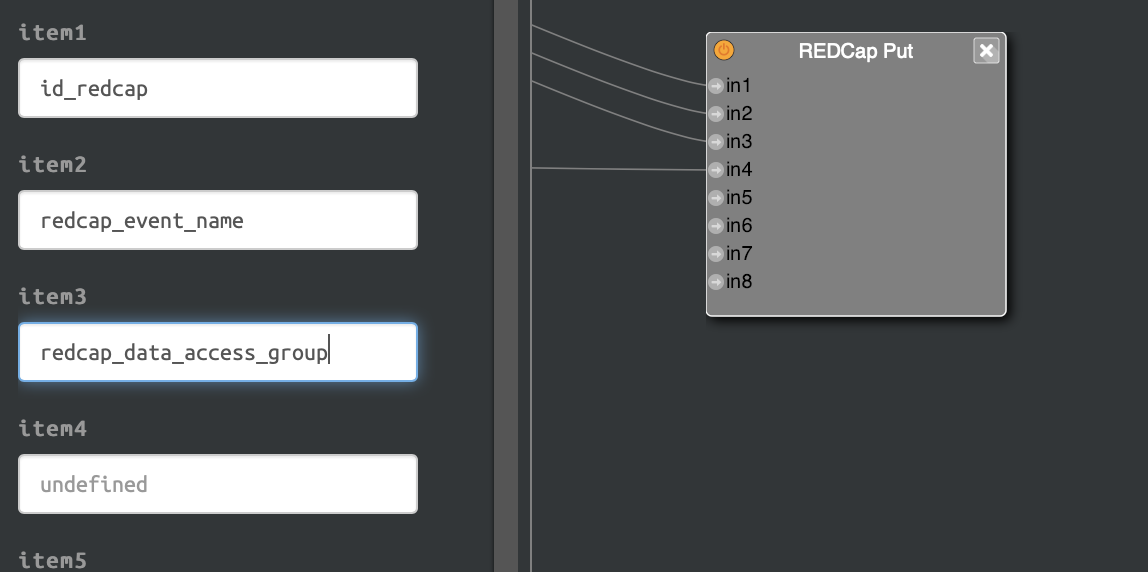 item1
id_redcap
item2
redcap_event_name
item3
redcap_data_access_group
item4
undefined
item5
REDCap Put
in1
in2
in3
in4
in5
in6
in7
in8